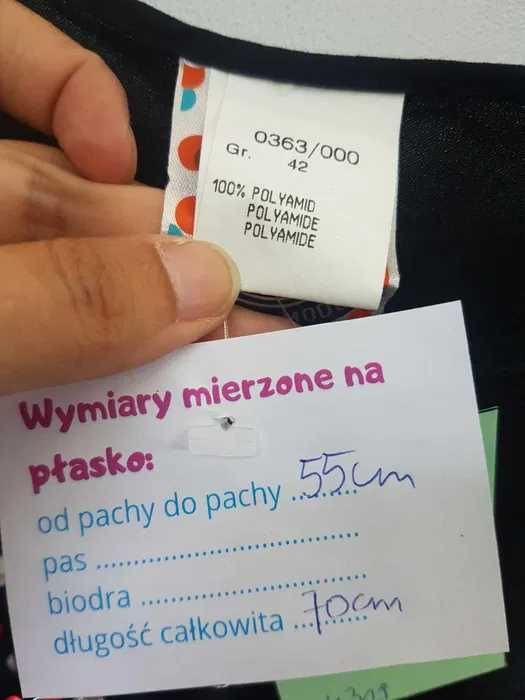 0363/000
Gr. 42
100% POLYAMID
POLYAMIDE
POLYAMIDE
Wymiary mierzone na
płasko:
od pachy do pachy 55cm
pas ..............................
biodra ..............................
długość całkowita 70cm